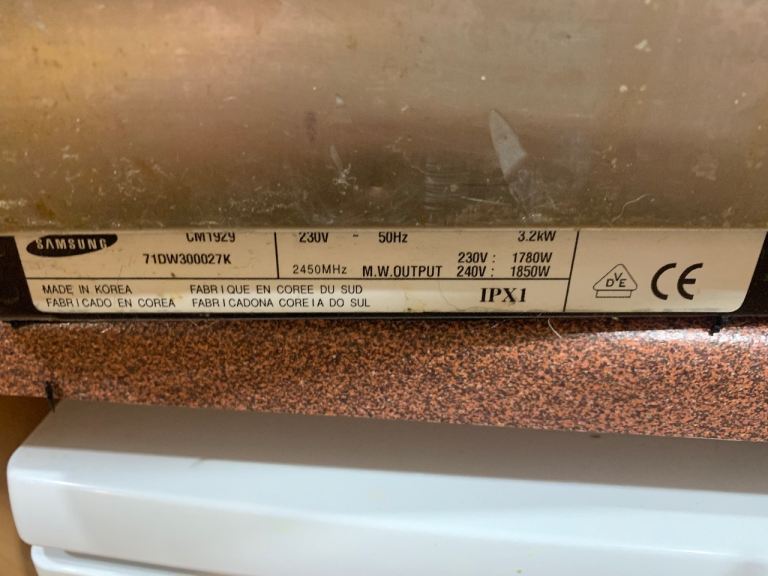 SAMSUNG
CM1929
230V ~ 50Hz 3.2kW
71DW300027K
2450MHz M.W.OUTPUT 230V : 1780W
240V : 1850W
MADE IN KOREA FABRIQUE EN COREE DU SUD
FABRICADO EN COREA FABRICADONA COREIA DO SUL
IPX1
DVE
CE